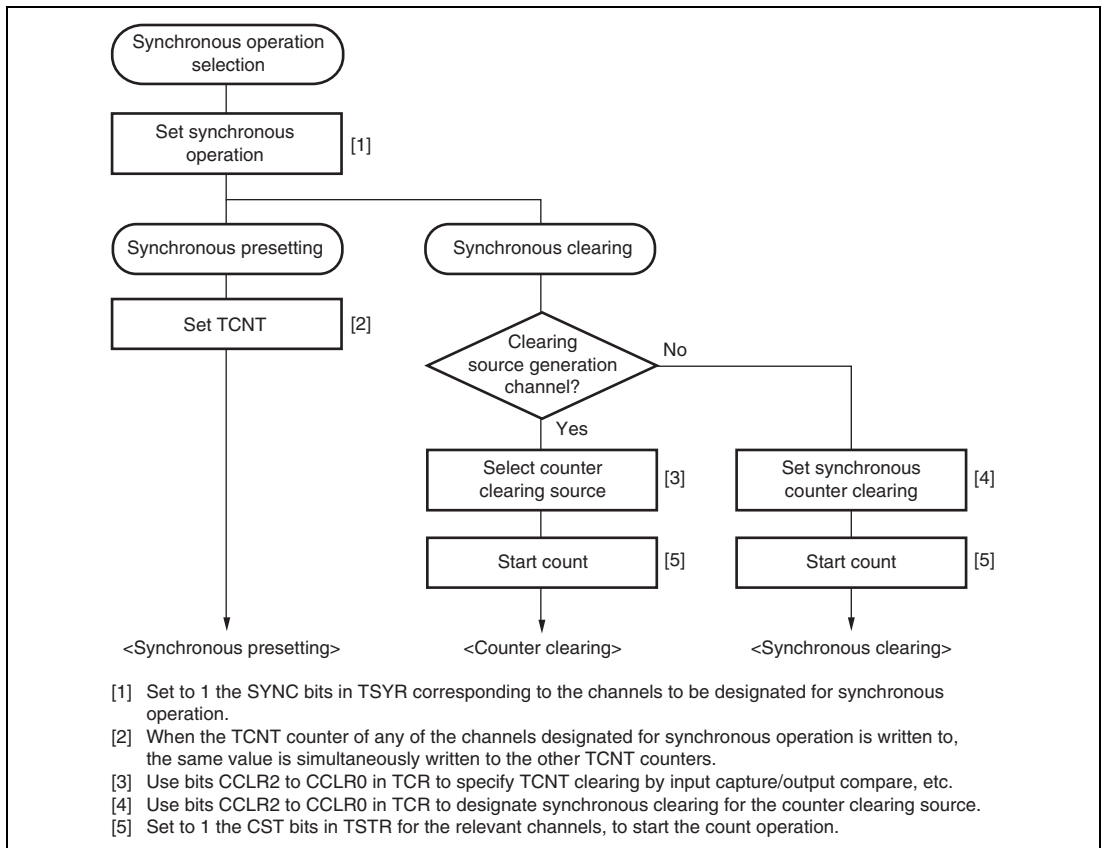 Synchronous operation
selection
Set synchronous
operation
[1]
Synchronous presetting
Synchronous clearing
Set TCNT
[2]
Clearing
source generation
channel?
No
Yes
Select counter
clearing source
[3]
Set synchronous
counter clearing
[4]
Start count
[5]
Start count
[5]
<Synchronous presetting>
<Counter clearing>
<Synchronous clearing>
[1] Set to 1 the SYNC bits in TSYR corresponding to the channels to be designated for synchronous
operation.
[2] When the TCNT counter of any of the channels designated for synchronous operation is written to,
the same value is simultaneously written to the other TCNT counters.
[3] Use bits CCLR2 to CCLR0 in TCR to specify TCNT clearing by input capture/output compare, etc.
[4] Use bits CCLR2 to CCLR0 in TCR to designate synchronous clearing for the counter clearing source.
[5] Set to 1 the CST bits in TSTR for the relevant channels, to start the count operation.